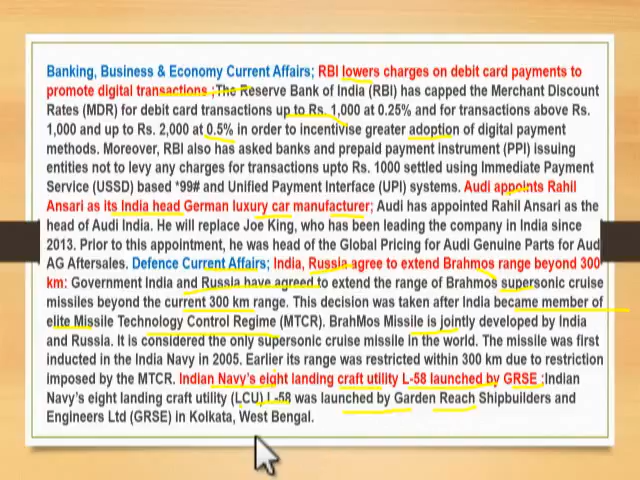 Banking, Business & Economy Current Affairs; RBI lowers charges on debit card payments to
promote digital transactions ;The Reserve Bank of India (RBI) has capped the Merchant Discount
Rates (MDR) for debit card transactions up to Rs. 1,000 at 0.25% and for transactions above Rs.
1,000 and up to Rs. 2,000 at 0.5% in order to incentivise greater adoption of digital payment
methods. Moreover, RBI also has asked banks and prepaid payment instrument (PPI) issuing
entities not to levy any charges for transactions upto Rs. 1000 settled using Immediate Payment
Service (USSD) based *99# and Unified Payment Interface (UPI) systems. Audi appoints Rahil
Ansari as its India head German luxury car manufacturer; Audi has appointed Rahil Ansari as the
head of Audi India. He will replace Joe King, who has been leading the company in India since
2013. Prior to this appointment, he was head of the Global Pricing for Audi Genuine Parts for Audi
AG Aftersales. Defence Current Affairs; India, Russia agree to extend Brahmos range beyond 300
km: Government India and Russia have agreed to extend the range of Brahmos supersonic cruise
missiles beyond the current 300 km range. This decision was taken after India became member of
elite Missile Technology Control Regime (MTCR). BrahMos Missile is jointly developed by India
and Russia. It is considered the only supersonic cruise missile in the world. The missile was first
inducted in the India Navy in 2005. Earlier its range was restricted within 300 km due to restriction
imposed by the MTCR. Indian Navy's eight landing craft utility L-58 launched by GRSE :Indian
Navy's eight landing craft utility (LCU) L-58 was launched by Garden Reach Shipbuilders and
Engineers Ltd (GRSE) in Kolkata, West Bengal.